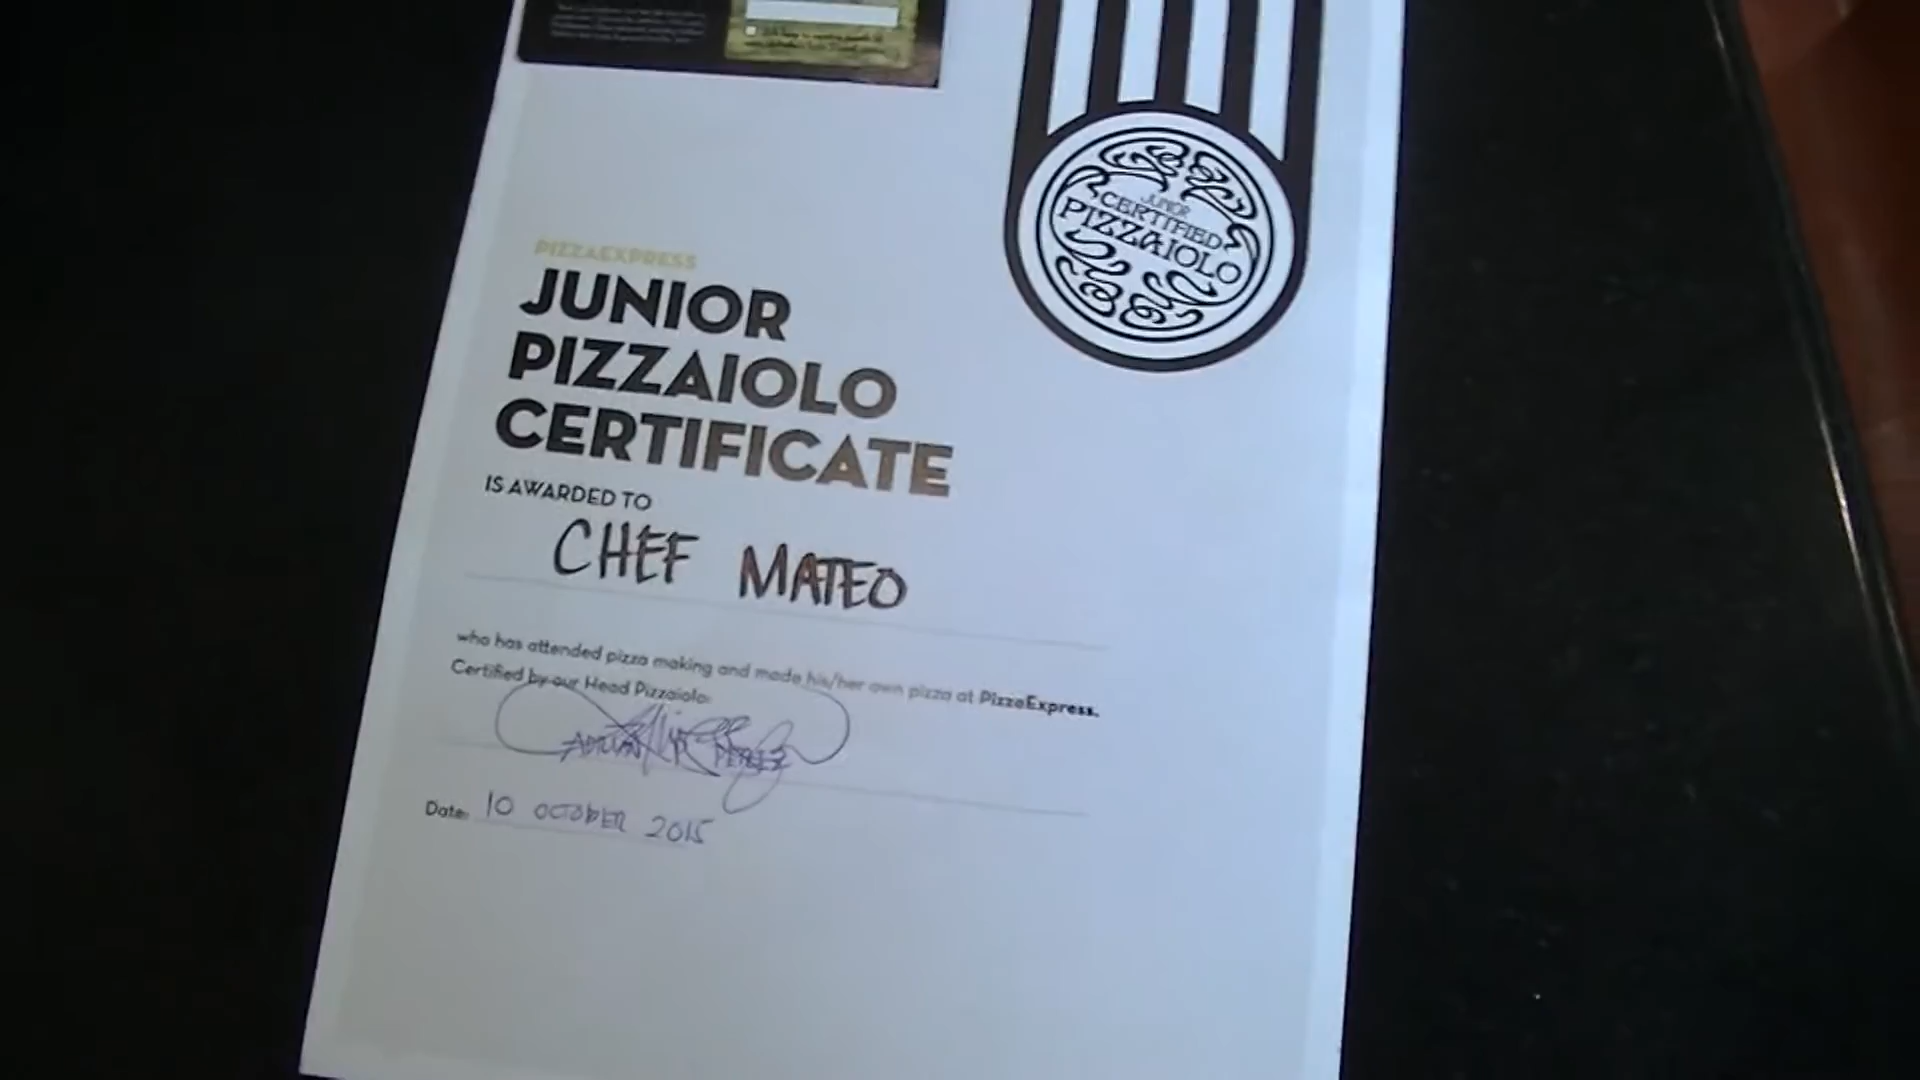 JUNIOR
CERTIFIED
PIZZAIOLO
PIZZAEXPRESS
JUNIOR
PIZZAIOLO
CERTIFICATE
IS AWARDED TO
CHEF MATEO
who has attended pizza making and made his/her own pizza at PizzaExpress.
Certified by our Head Pizzaiolo:
Date: 10 OCTOBER 2015